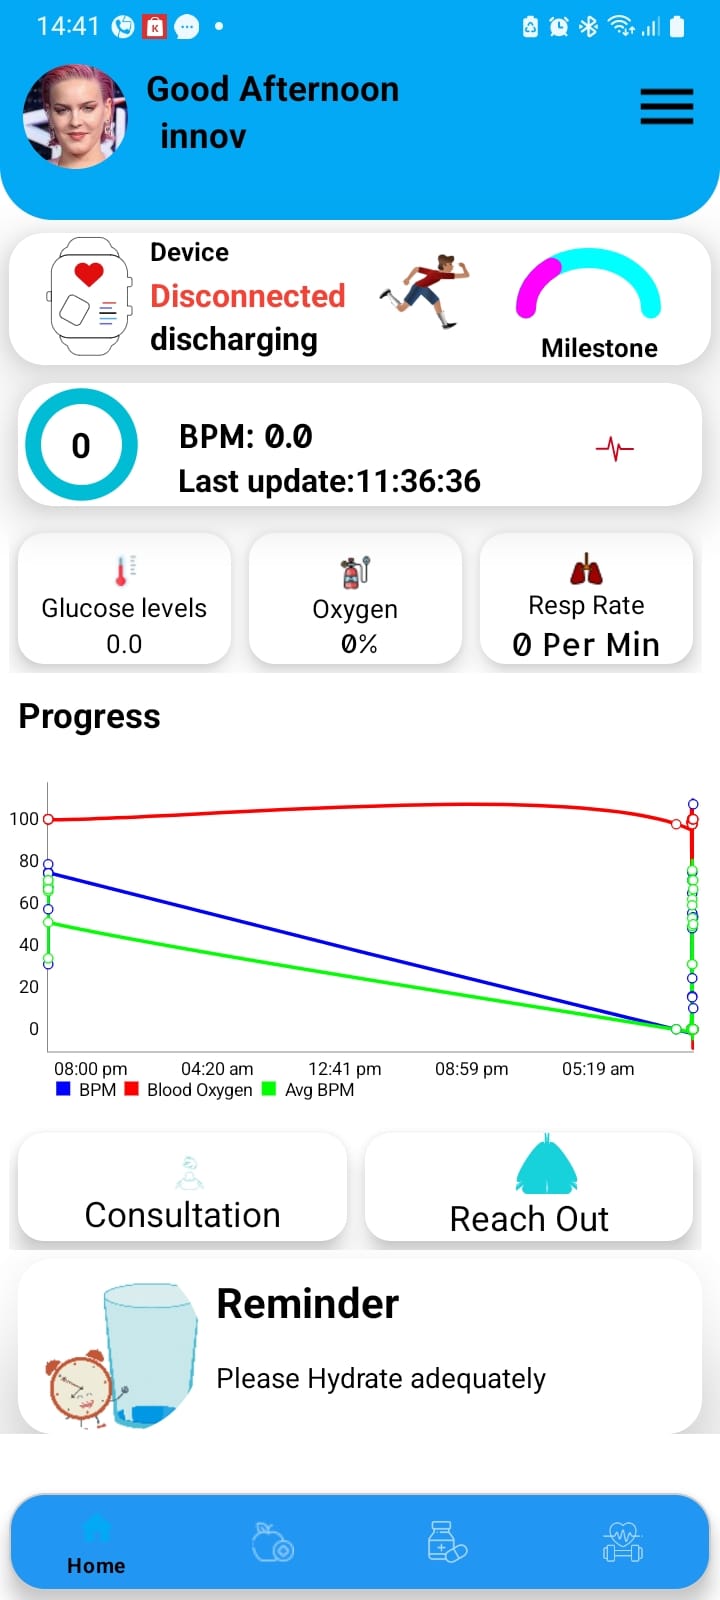 14:41
Good Afternoon
innov
Device
Disconnected
discharging
Milestone
0
BPM: 0.0
Last update:11:36:36
Glucose levels
0.0
Oxygen
0%
Resp Rate
0 Per Min
Progress
100
80
60
40
20
0
08:00 pm 04:20 am 12:41 pm 08:59 pm 05:19 am
BPM Blood Oxygen Avg BPM
Consultation
Reach Out
Reminder
Please Hydrate adequately
Home